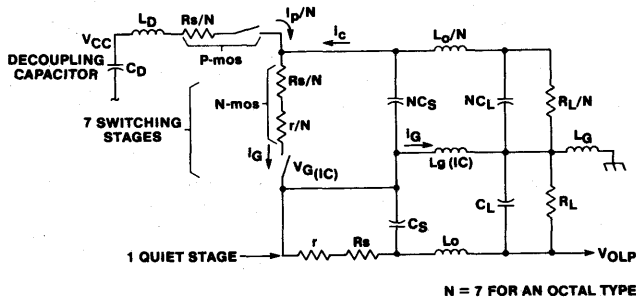 LD
Rs/N
ip/N
VCC
P-mos
DECOUPLING
CAPACITOR
CD
ic
Lo/N
Rs/N
N-mos
r/N
7 SWITCHING
STAGES
iG
VG(IC)
NCS
NCL
RL/N
iG
Lg (IC)
LG
CS
CL
RL
1 QUIET STAGE
r
Rs
Lo
VOLP
N = 7 FOR AN OCTAL TYPE